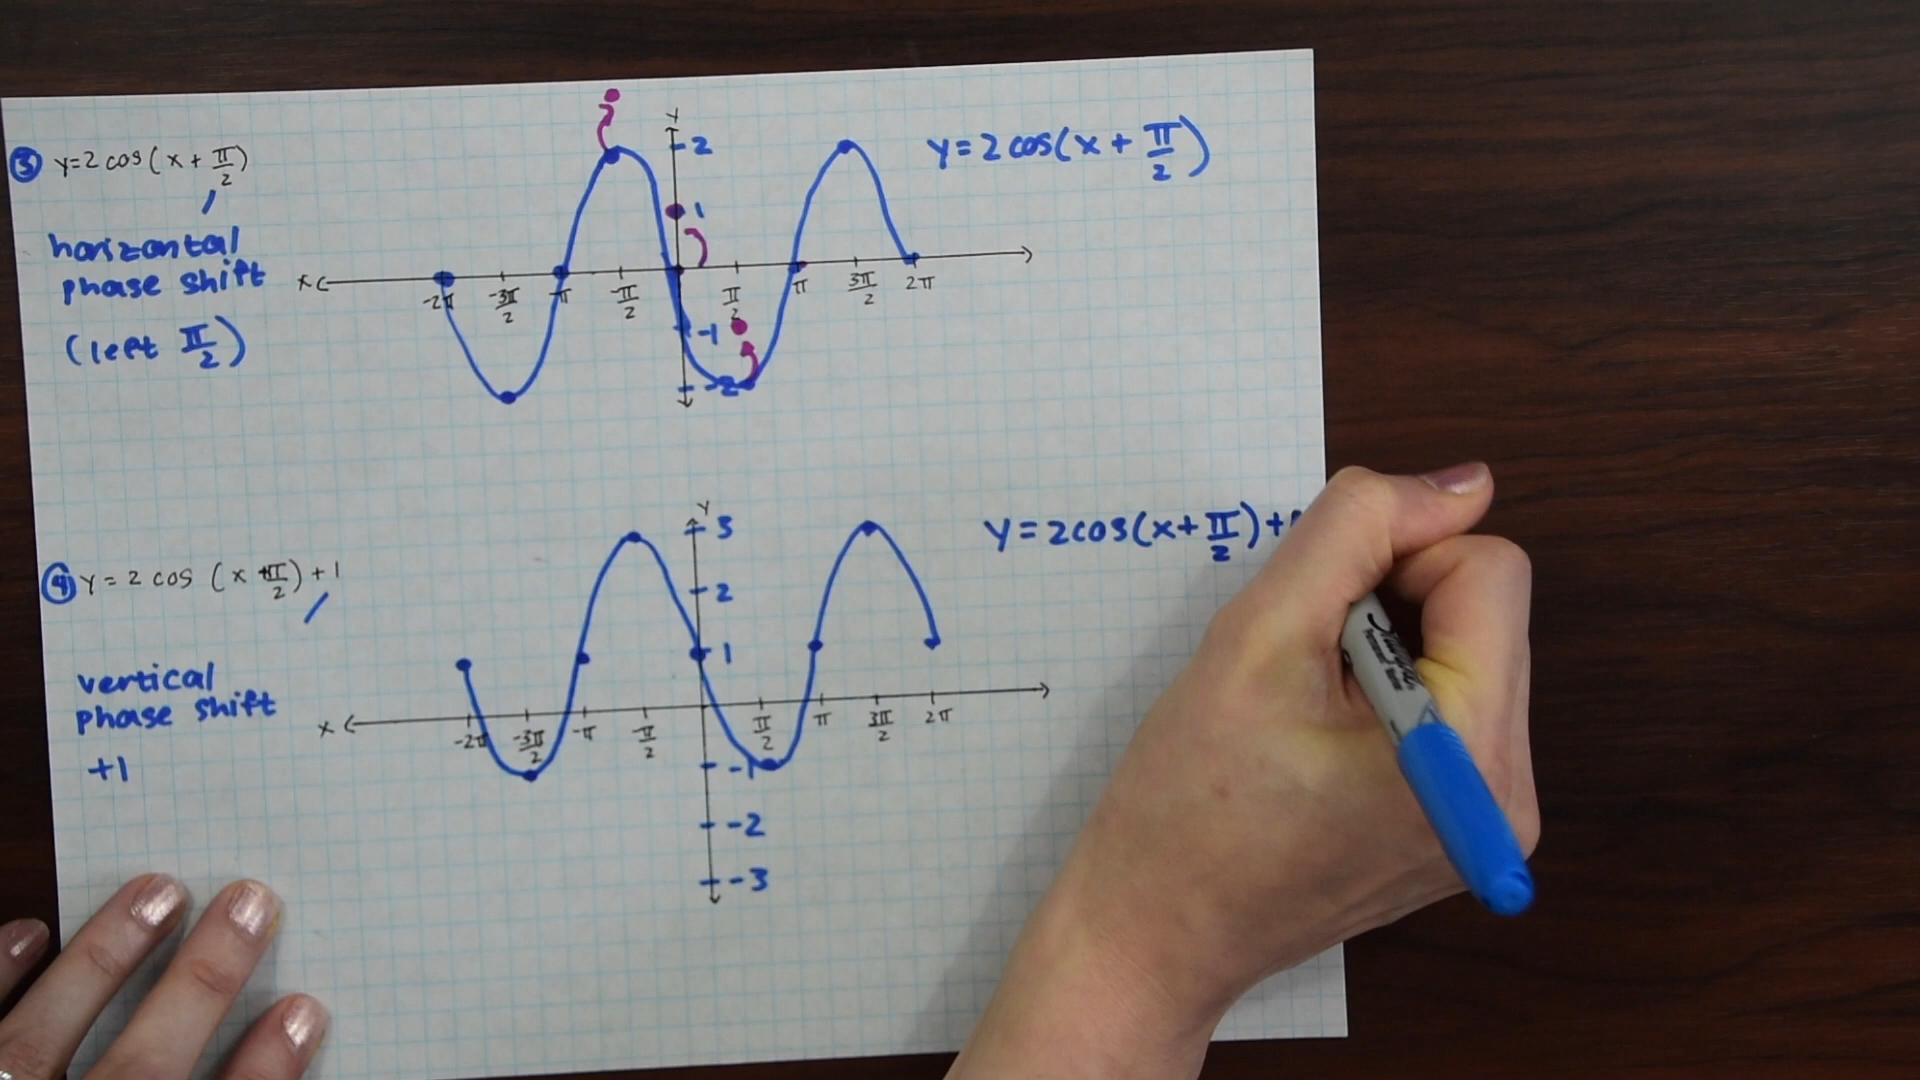 ③ y=2 cos(x + π/2)
horizontal
phase shift
(left π/2)
y
2
1
-1
-2
x
-2π -3π/2 -π -π/2 π/2 π 3π/2 2π
y=2 cos(x + π/2)
④ y = 2 cos (x + π/2) + 1
vertical
phase shift
+1
y
3
2
1
-1
-2
-3
x
-2π -3π/2 -π -π/2 π/2 π 3π/2 2π
y = 2cos(x+π/2)+
Sharpie